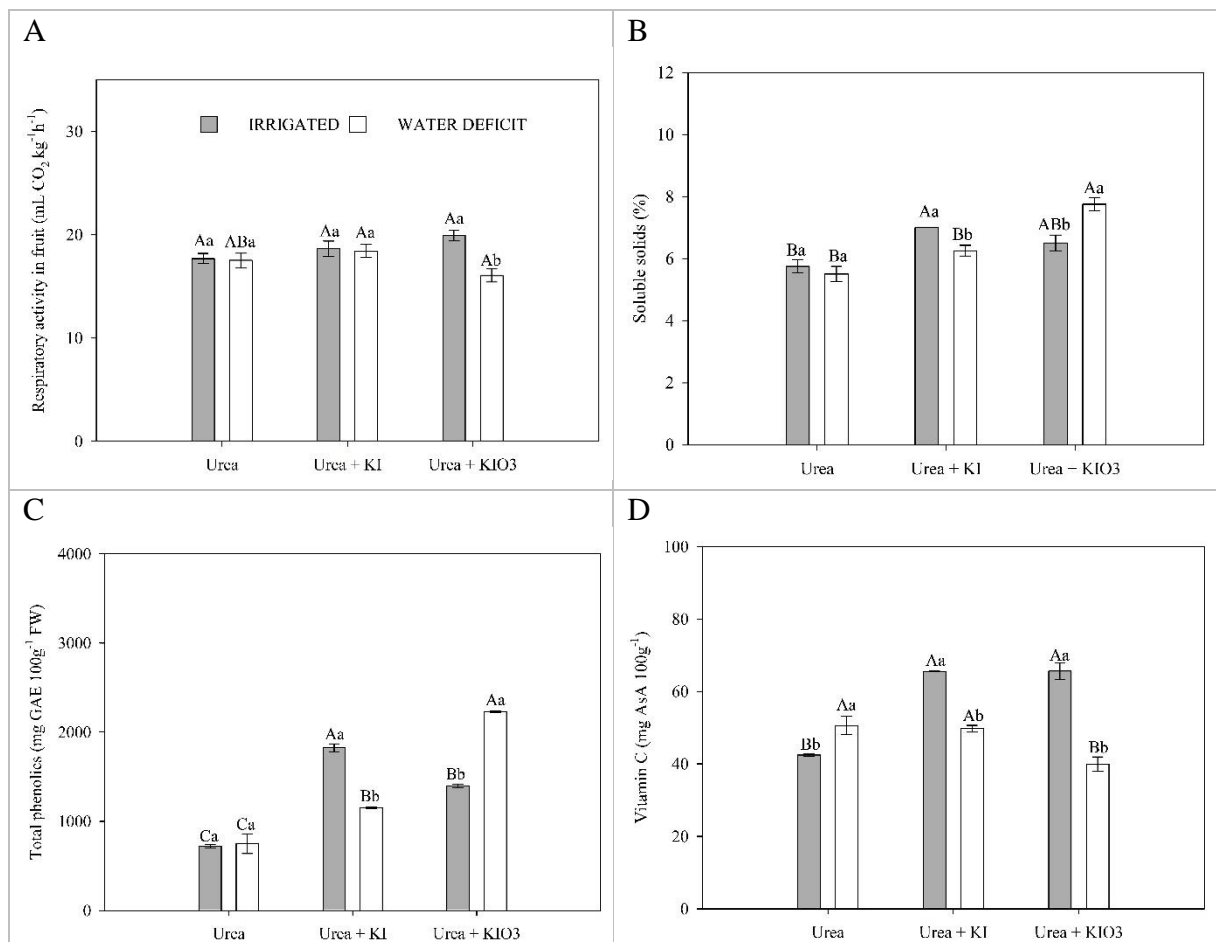 A
Respiratory activity in fruit (mL CO₂ kg⁻¹h⁻¹)
30
20
10
0
IRRIGATED WATER DEFICIT
Aa ABa Aa Aa Aa Ab
Urea Urea + KI Urea + KIO3
B
Soluble solids (%)
12
10
8
6
4
2
0
Ba Ba Aa Bb ABb Aa
Urea Urea + KI Urea + KIO3
C
Total phenolics (mg GAE 100g⁻¹ FW)
4000
3000
2000
1000
0
Ca Ca Aa Bb Bb Aa
Urea Urea + KI Urea + KIO3
D
Vitamin C (mg AsA 100g⁻¹)
100
80
60
40
20
0
Bb Aa Aa Ab Aa Bb
Urea Urea + KI Urea + KIO3